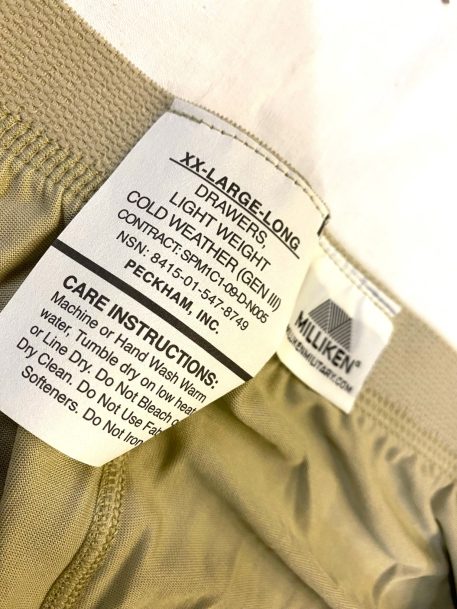 XX-LARGE-LONG
DRAWERS,
LIGHT WEIGHT
COLD WEATHER (GEN III)
CONTRACT: SPM1C1-09-D-N005
NSN: 8415-01-547-8749
PECKHAM, INC.
CARE INSTRUCTIONS:
Machine or Hand Wash Warm
water, Tumble dry on low heat
or Line Dry. Do Not Bleach or
Dry Clean. Do Not Use Fab
Softeners. Do Not Iron
MILLIKEN®